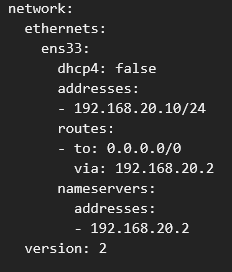 network:
  ethernets:
    ens33:
      dhcp4: false
      addresses:
      - 192.168.20.10/24
      routes:
      - to: 0.0.0.0/0
        via: 192.168.20.2
      nameservers:
        addresses:
        - 192.168.20.2
  version: 2